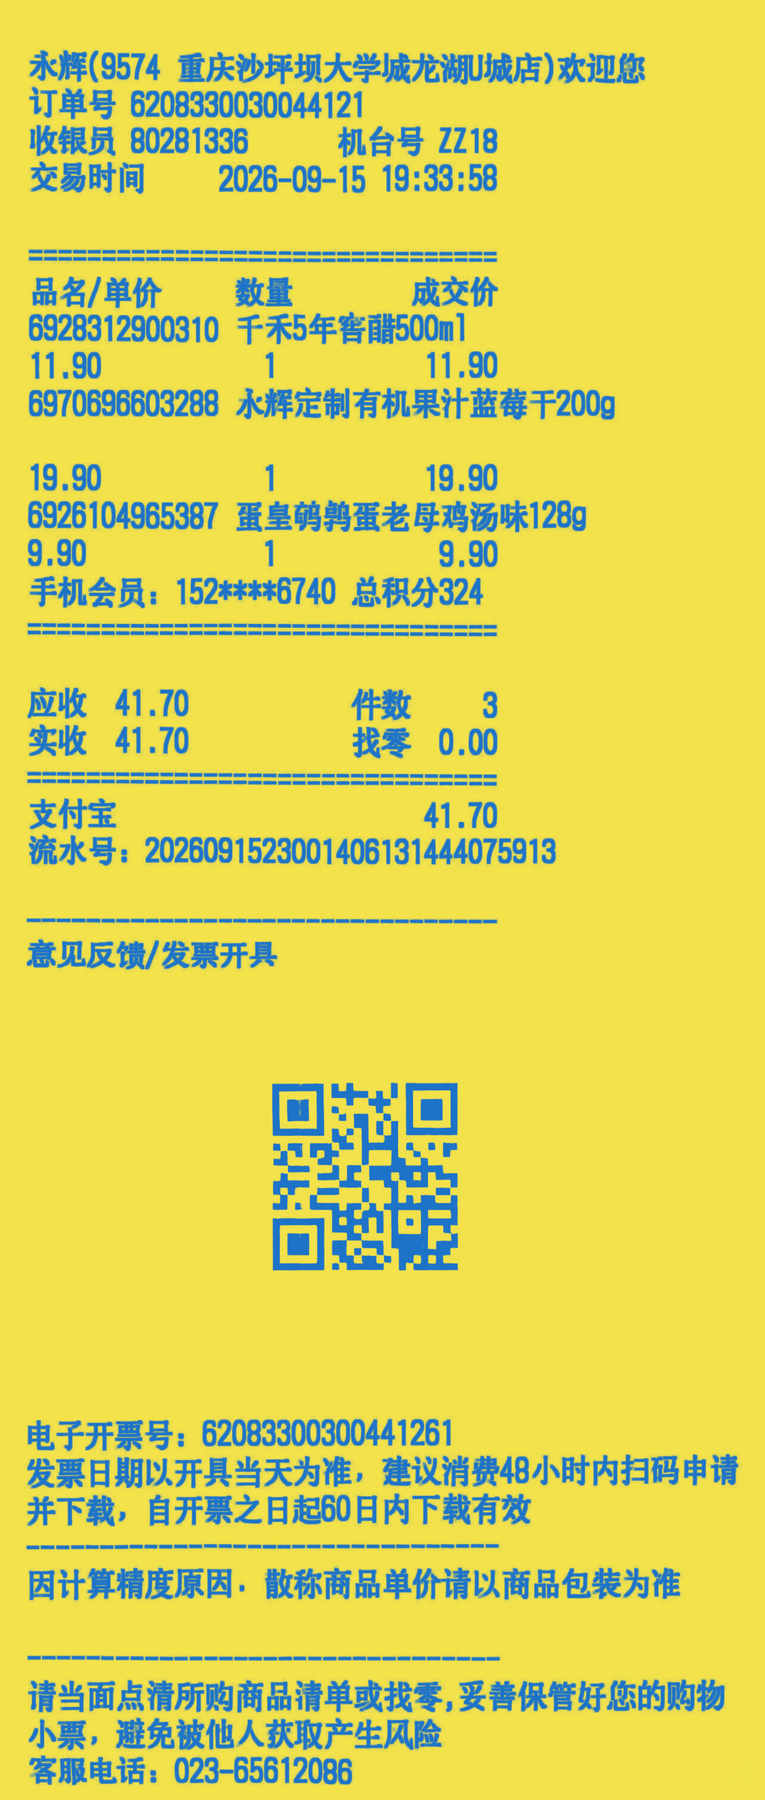 永辉(9574 重庆沙坪坝大学城龙湖U城店)欢迎您
订单号 6208330030044121
收银员 80281336 机台号 ZZ18
交易时间 2026-09-15 19:33:58
================================
品名/单价 数量 成交价
6928312900310 千禾5年窖醋500ml
11.90 1 11.90
6970696603288 永辉定制有机果汁蓝莓干200g
19.90 1 19.90
6926104965387 蛋皇鹌鹑蛋老母鸡汤味128g
9.90 1 9.90
手机会员：152****6740 总积分324
================================
应收 41.70 件数 3
实收 41.70 找零 0.00
================================
支付宝 41.70
流水号：2026091523001406131444075913
--------------------------------
意见反馈/发票开具
电子开票号：62083300300441261
发票日期以开具当天为准，建议消费48小时内扫码申请
并下载，自开票之日起60日内下载有效
--------------------------------
因计算精度原因，散称商品单价请以商品包装为准
--------------------------------
请当面点清所购商品清单或找零,妥善保管好您的购物
小票，避免被他人获取产生风险
客服电话：023-65612086